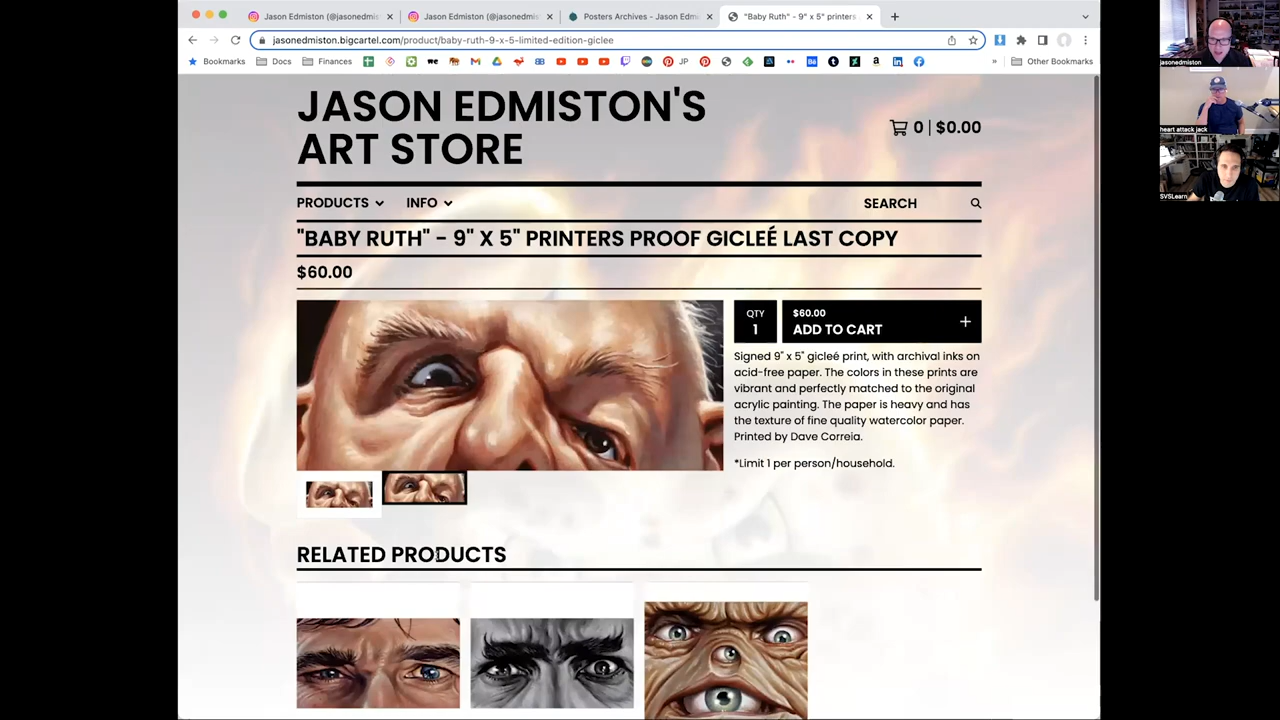 Jason Edmiston (@jasonedmis
Jason Edmiston (@jasonedmis
Posters Archives - Jason Edm
"Baby Ruth" - 9" x 5" printers
jasonedmiston.bigcartel.com/product/baby-ruth-9-x-5-limited-edition-giclee
Bookmarks
Docs
Finances
we
JP
Other Bookmarks
JASON EDMISTON'S
ART STORE
0 | $0.00
PRODUCTS
INFO
SEARCH
"BABY RUTH" - 9" X 5" PRINTERS PROOF GICLEÉ LAST COPY
$60.00
QTY
1
$60.00
ADD TO CART
Signed 9" x 5" gicleé print, with archival inks on
acid-free paper. The colors in these prints are
vibrant and perfectly matched to the original
acrylic painting. The paper is heavy and has
the texture of fine quality watercolor paper.
Printed by Dave Correia.
*Limit 1 per person/household.
RELATED PRODUCTS
jasonedmiston
heart attack jack
SVSLearn